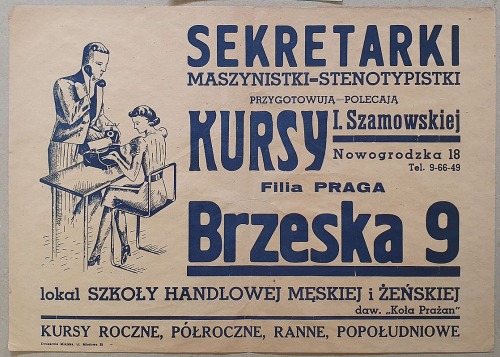 SEKRETARKI
MASZYNISTKI=STENOTYPISTKI
PRZYGOTOWUJĄ–POLECAJĄ
KURSY I. Szamowskiej
Nowogrodzka 18
Tel. 9-66-49
Filia PRAGA
Brzeska 9
lokal SZKOŁY HANDLOWEJ MĘSKIEJ i ŻEŃSKIEJ
daw. „Koła Prażan"
KURSY ROCZNE, PÓŁROCZNE, RANNE, POPOŁUDNIOWE